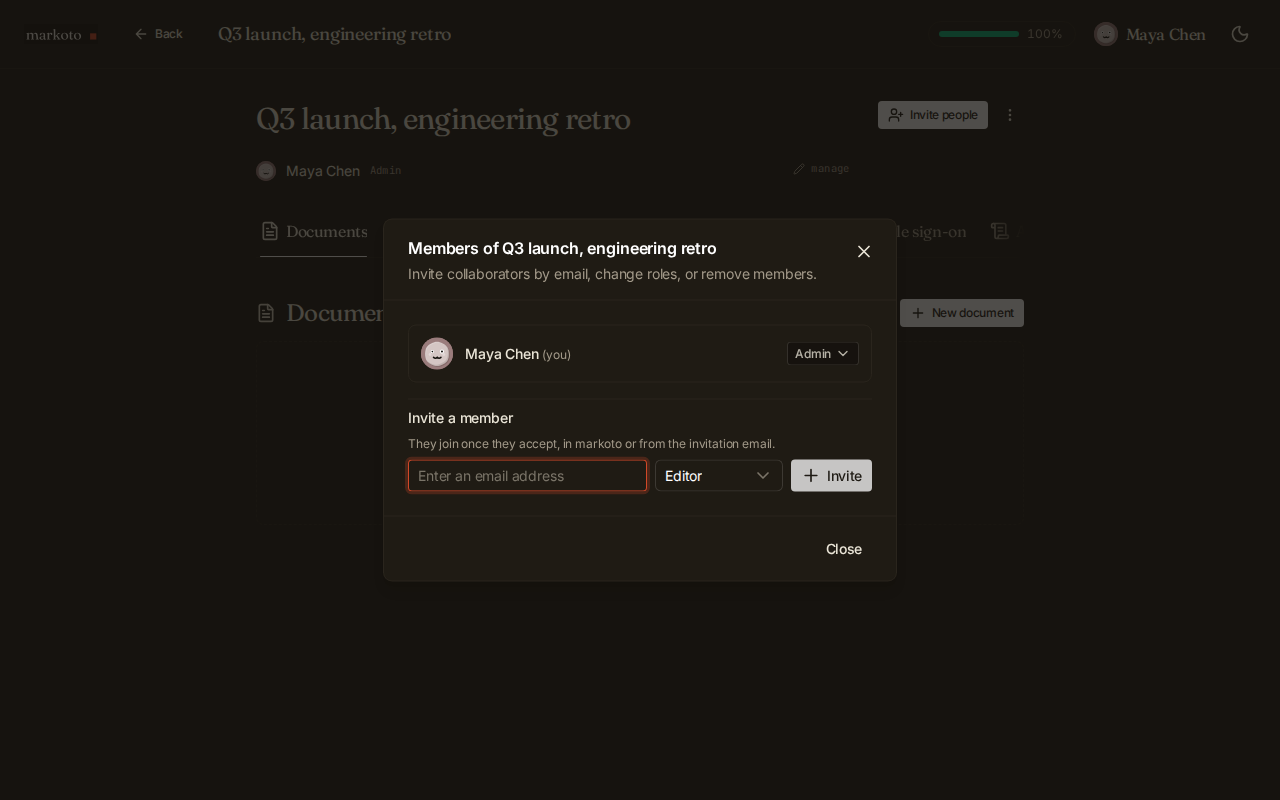 markoto
Back
Q3 launch, engineering retro
100%
Maya Chen
Q3 launch, engineering retro
Invite people
Maya Chen Admin
manage
Documents
sign-on
Members of Q3 launch, engineering retro
Invite collaborators by email, change roles, or remove members.
New document
Maya Chen (you)
Admin
Invite a member
They join once they accept, in markoto or from the invitation email.
Enter an email address
Editor
Invite
Close